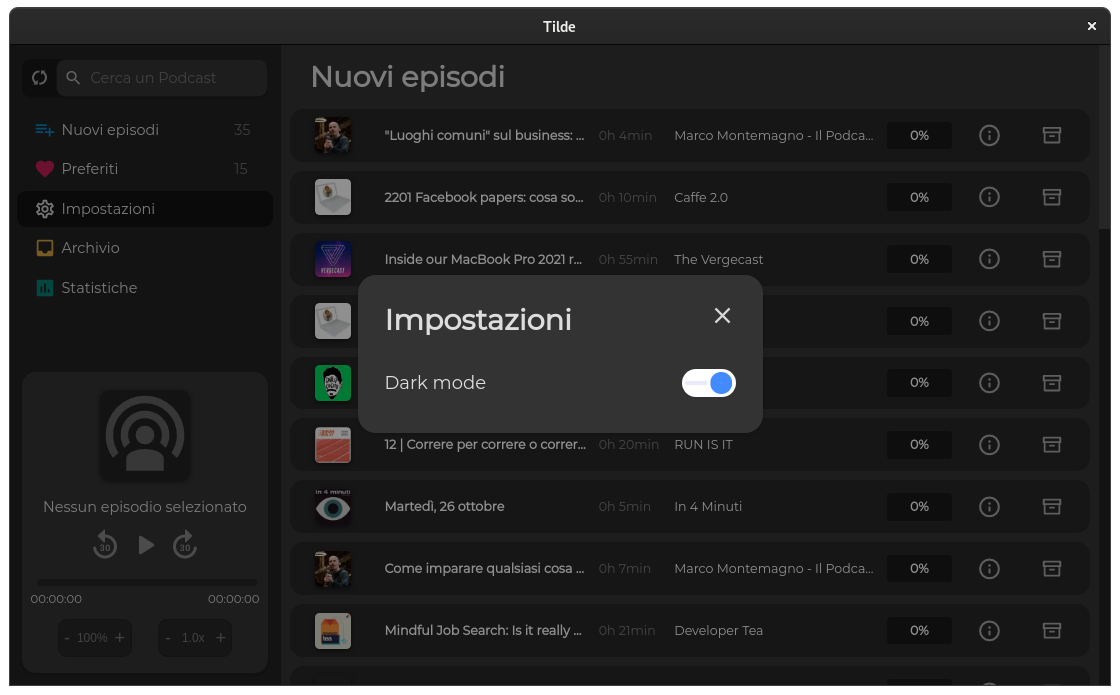 Tilde
Cerca un Podcast
Nuovi episodi 35
Preferiti 15
Impostazioni
Archivio
Statistiche
Nessun episodio selezionato
30 30
00:00:00 00:00:00
- 100% + - 1.0x +
Nuovi episodi
"Luoghi comuni" sul business: ... 0h 4min Marco Montemagno - Il Podca... 0%
2201 Facebook papers: cosa so... 0h 10min Caffe 2.0 0%
VERGECAST
Inside our MacBook Pro 2021 r... 0h 55min The Vergecast 0%
0%
0%
12 | Correre per correre o correr... 0h 20min RUN IS IT 0%
in 4 minuti
Martedì, 26 ottobre 0h 5min In 4 Minuti 0%
Come imparare qualsiasi cosa ... 0h 7min Marco Montemagno - Il Podca... 0%
tea
Mindful Job Search: Is it really ... 0h 21min Developer Tea 0%
Impostazioni
Dark mode